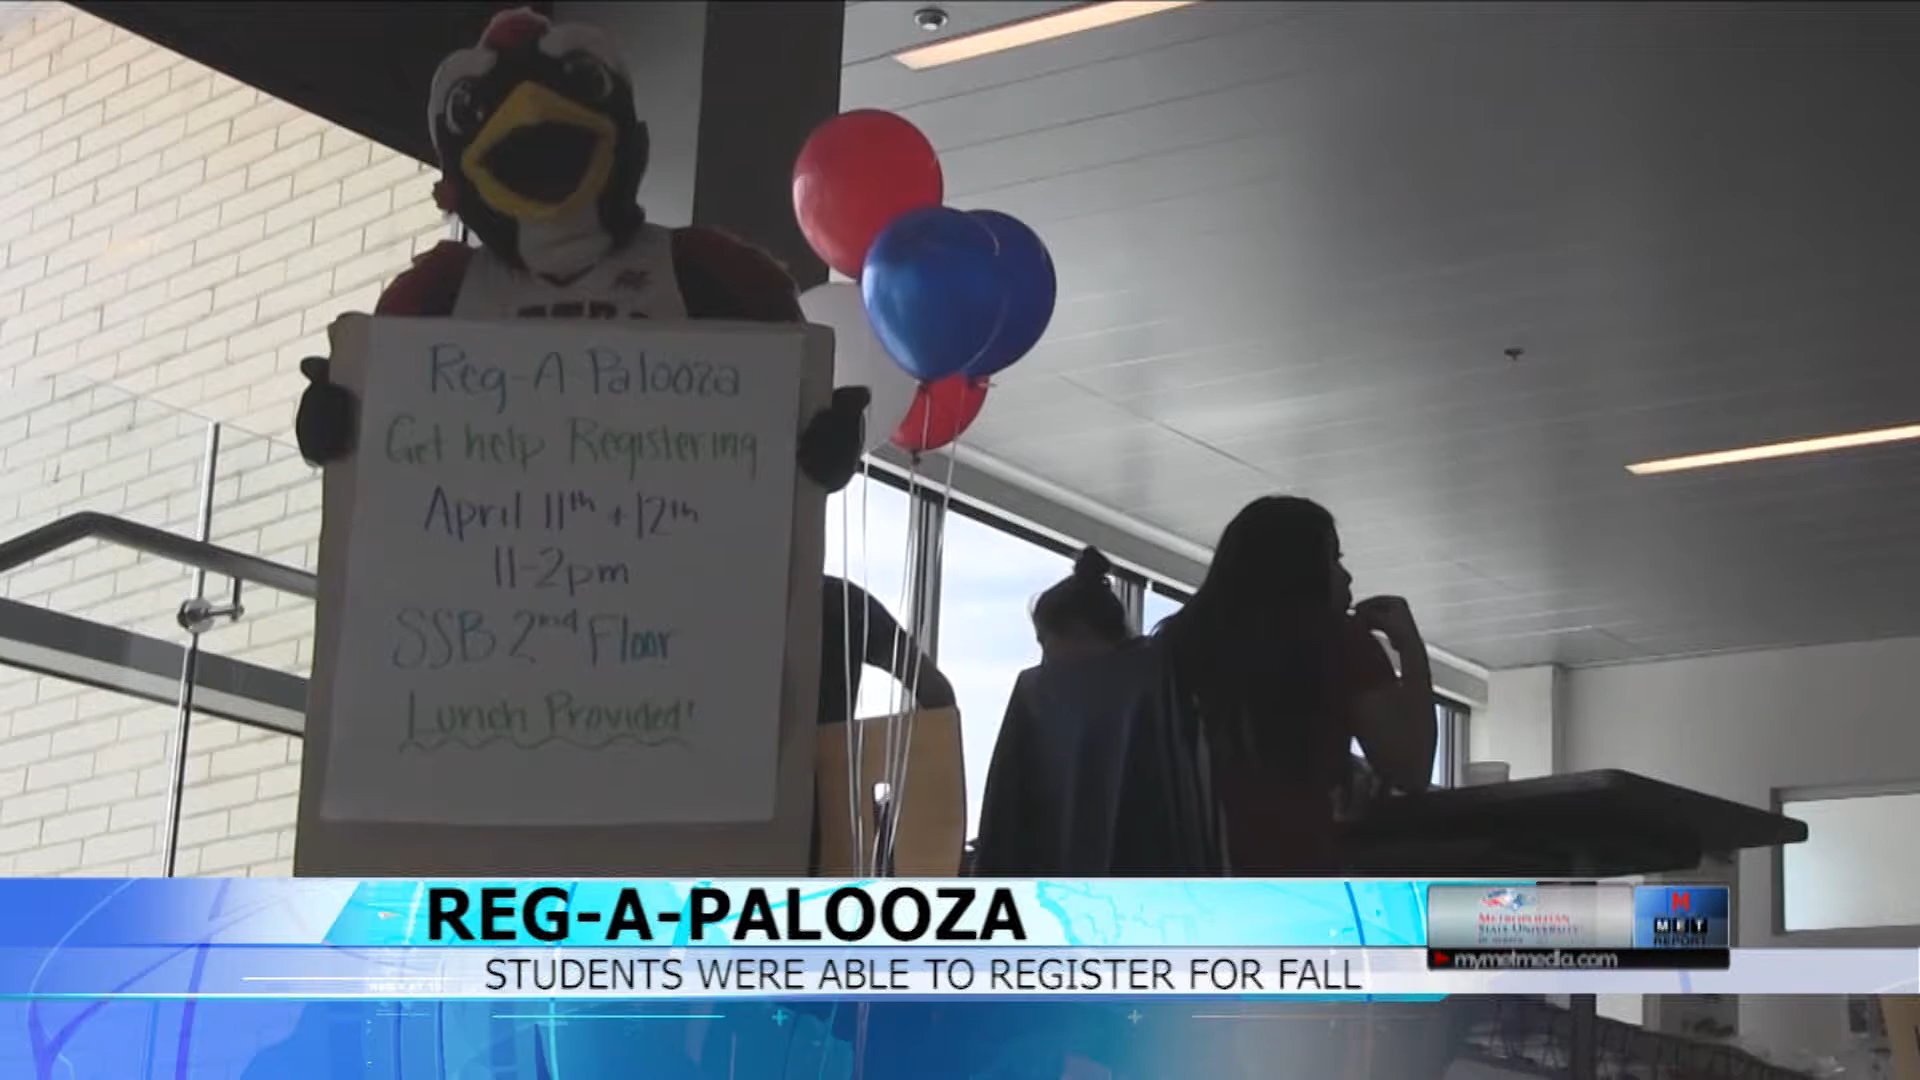 Reg-A-Palooza
Get help Registering
April 11th + 12th
11-2pm
SSB 2nd Floor
Lunch Provided!
REG-A-PALOOZA
STUDENTS WERE ABLE TO REGISTER FOR FALL
METROPOLITAN
STATE UNIVERSITY
M
MET
REPORT
mymetmedia.com